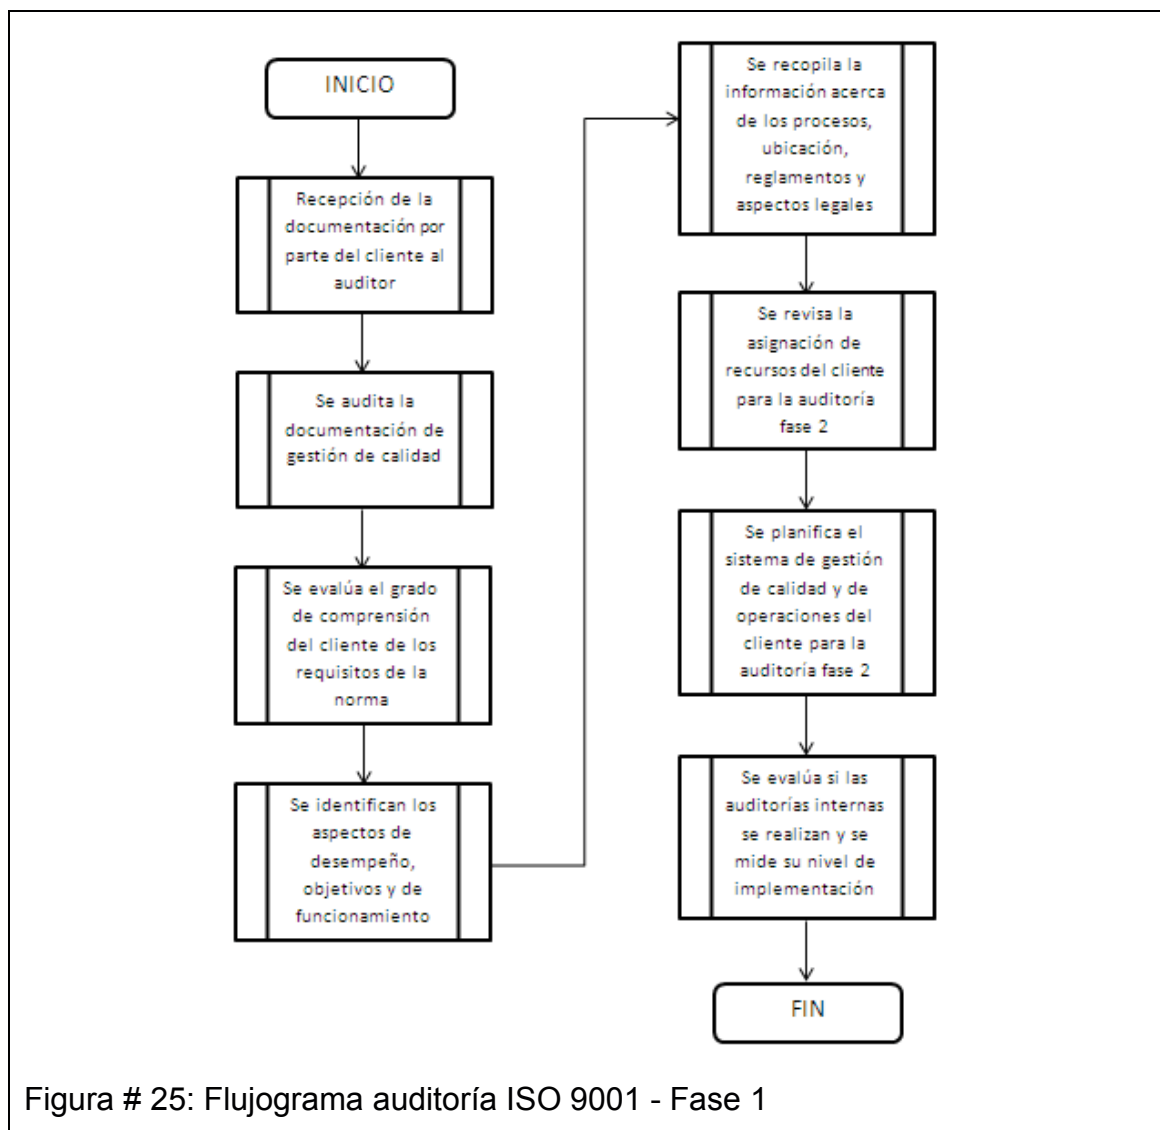 INICIO
Recepción de la
documentación por
parte del cliente al
auditor
Se audita la
documentación de
gestión de calidad
Se evalúa el grado
de comprensión
del cliente de los
requisitos de la
norma
Se identifican los
aspectos de
desempeño,
objetivos y de
funcionamiento
Se recopila la
información acerca
de los procesos,
ubicación,
reglamentos y
aspectos legales
Se revisa la
asignación de
recursos del cliente
para la auditoría
fase 2
Se planifica el
sistema de gestión
de calidad y de
operaciones del
cliente para la
auditoría fase 2
Se evalúa si las
auditorías internas
se realizan y se
mide su nivel de
implementación
FIN
Figura # 25: Flujograma auditoría ISO 9001 - Fase 1